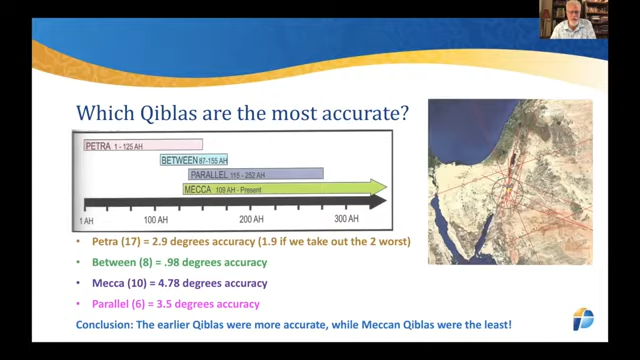 Which Qiblas are the most accurate?
PETRA 1 - 125 AH
BETWEEN 87-155 AH
PARALLEL 115 - 252 AH
MECCA 109 AH - Present
1 AH 100 AH 200 AH 300 AH
• Petra (17) = 2.9 degrees accuracy (1.9 if we take out the 2 worst)
• Between (8) = .98 degrees accuracy
• Mecca (10) = 4.78 degrees accuracy
• Parallel (6) = 3.5 degrees accuracy
Conclusion: The earlier Qiblas were more accurate, while Meccan Qiblas were the least!